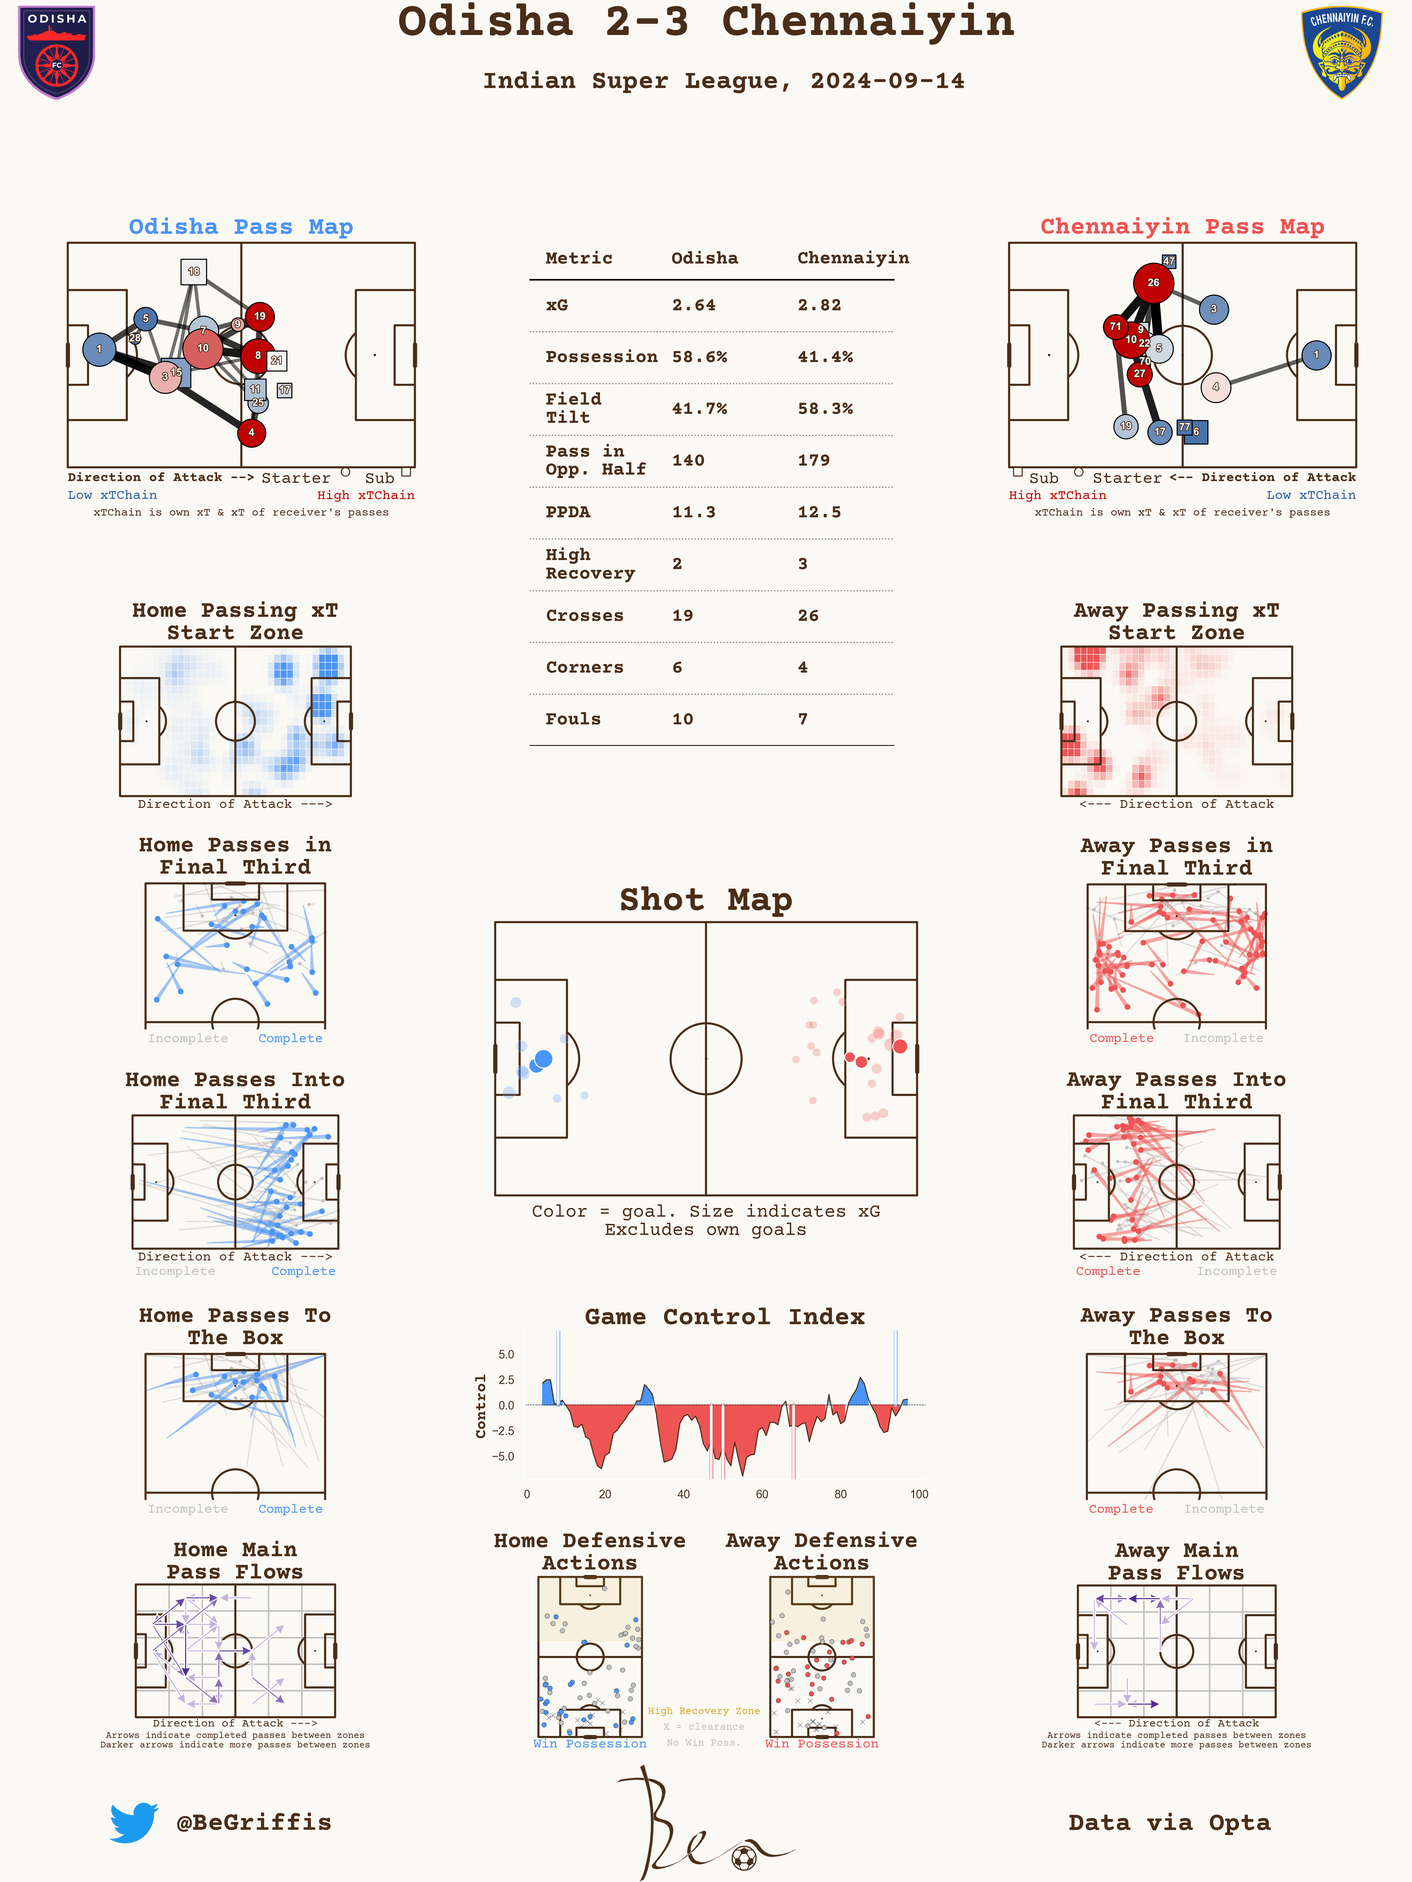 ODISHA
FC
Odisha 2-3 Chennaiyin
CHENNAIYIN F.C.
Indian Super League, 2024-09-14
Odisha Pass Map
18
5
19
7
9
28
1
10
8
21
3
15
11
17
25
4
Direction of Attack --> Starter Sub
Low xTChain High xTChain
xTChain is own xT & xT of receiver's passes
Metric Odisha Chennaiyin
xG 2.64 2.82
Possession 58.6% 41.4%
Field
Tilt 41.7% 58.3%
Pass in
Opp. Half 140 179
PPDA 11.3 12.5
High
Recovery 2 3
Crosses 19 26
Corners 6 4
Fouls 10 7
Chennaiyin Pass Map
47
26
3
71
9
10
22
5
1
70
27
4
19
17
77
6
Sub Starter <-- Direction of Attack
High xTChain Low xTChain
xTChain is own xT & xT of receiver's passes
Home Passing xT
Start Zone
Direction of Attack --->
Away Passing xT
Start Zone
<--- Direction of Attack
Home Passes in
Final Third
Incomplete Complete
Away Passes in
Final Third
Complete Incomplete
Shot Map
Color = goal. Size indicates xG
Excludes own goals
Home Passes Into
Final Third
Direction of Attack --->
Incomplete Complete
Away Passes Into
Final Third
<--- Direction of Attack
Complete Incomplete
Home Passes To
The Box
Incomplete Complete
Game Control Index
Control
5.0
2.5
0.0
−2.5
−5.0
0 20 40 60 80 100
Away Passes To
The Box
Complete Incomplete
Home Main
Pass Flows
Direction of Attack --->
Arrows indicate completed passes between zones
Darker arrows indicate more passes between zones
Home Defensive
Actions
Win Possession
High Recovery Zone
X = clearance
No Win Poss.
Away Defensive
Actions
Win Possession
Away Main
Pass Flows
<--- Direction of Attack
Arrows indicate completed passes between zones
Darker arrows indicate more passes between zones
@BeGriffis
Ben
Data via Opta